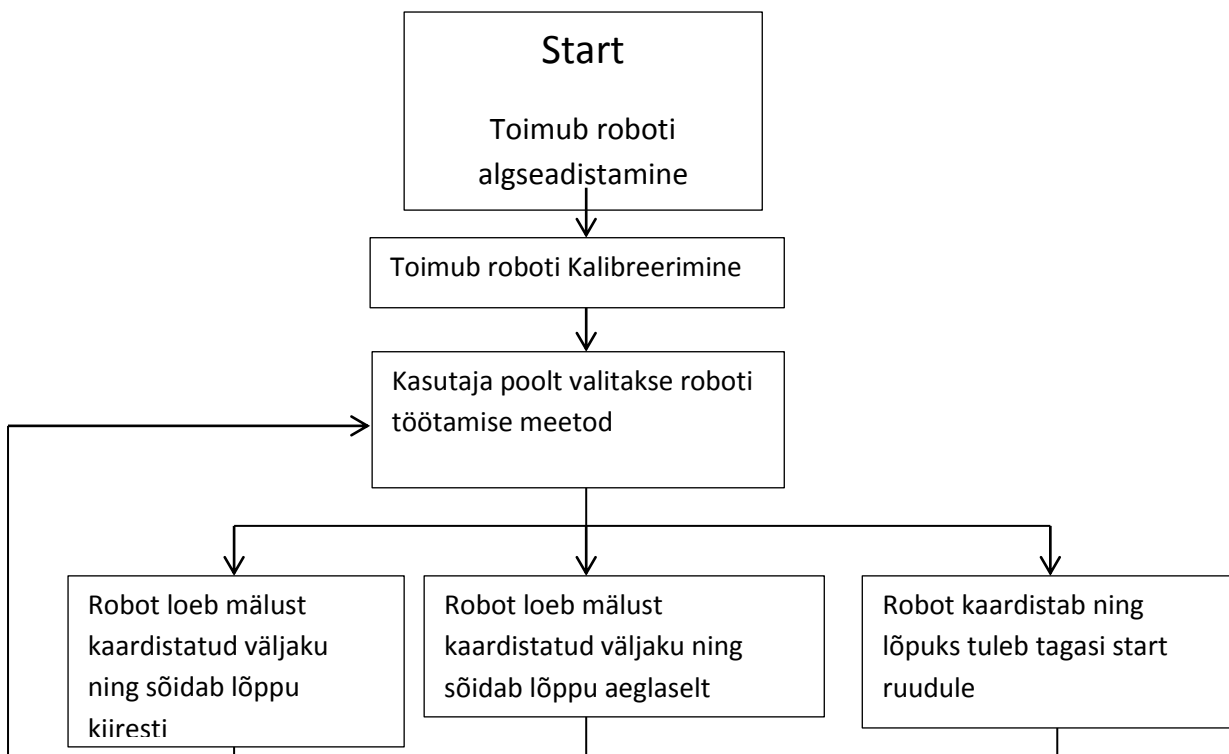 Start
Toimub roboti
algseadistamine
Toimub roboti Kalibreerimine
Kasutaja poolt valitakse roboti
töötamise meetod
Robot loeb mälust
kaardistatud väljaku
ning sõidab lõppu
kiiresti
Robot loeb mälust
kaardistatud väljaku ning
sõidab lõppu aeglaselt
Robot kaardistab ning
lõpuks tuleb tagasi start
ruudule